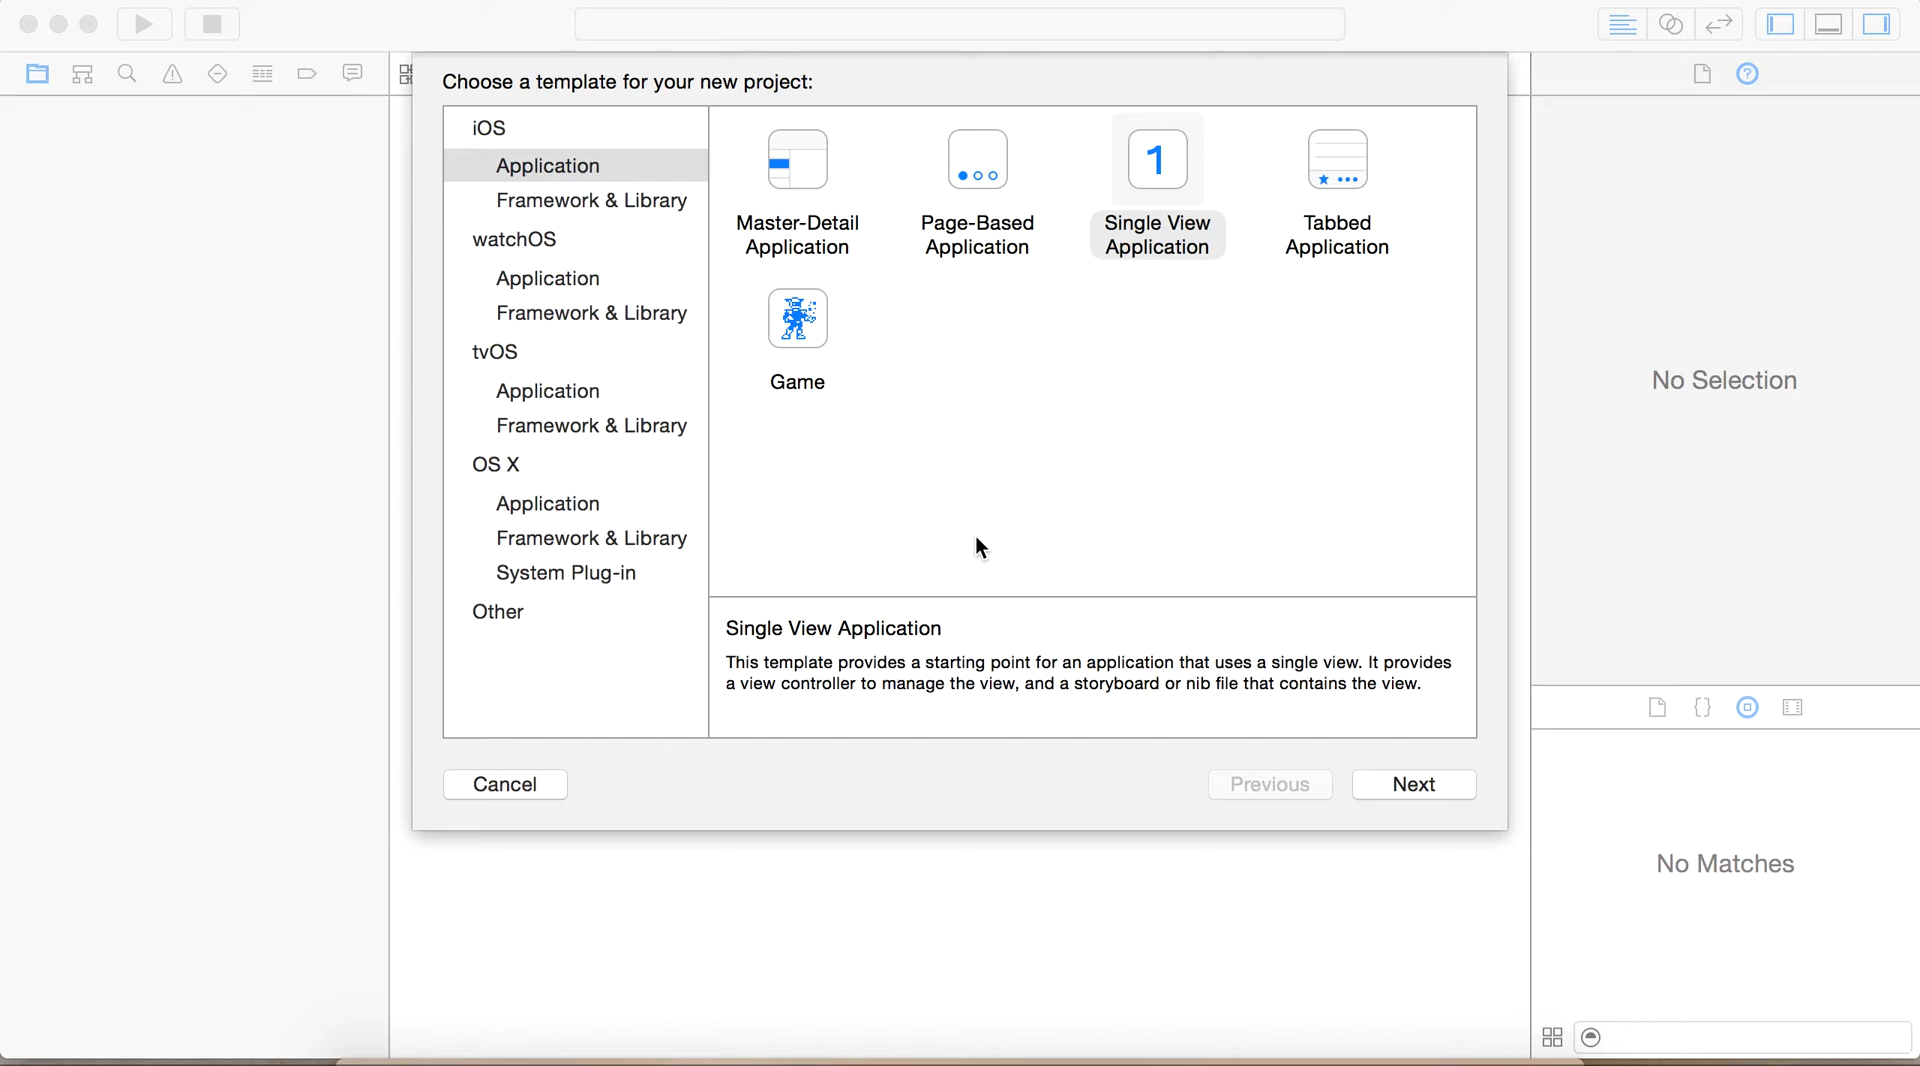 Choose a template for your new project:
iOS
Application
Framework & Library
watchOS
Application
Framework & Library
tvOS
Application
Framework & Library
OS X
Application
Framework & Library
System Plug-in
Other
Master-Detail
Application
Page-Based
Application
1
Single View
Application
Tabbed
Application
Game
Single View Application
This template provides a starting point for an application that uses a single view. It provides
a view controller to manage the view, and a storyboard or nib file that contains the view.
Cancel
Previous
Next
No Selection
No Matches